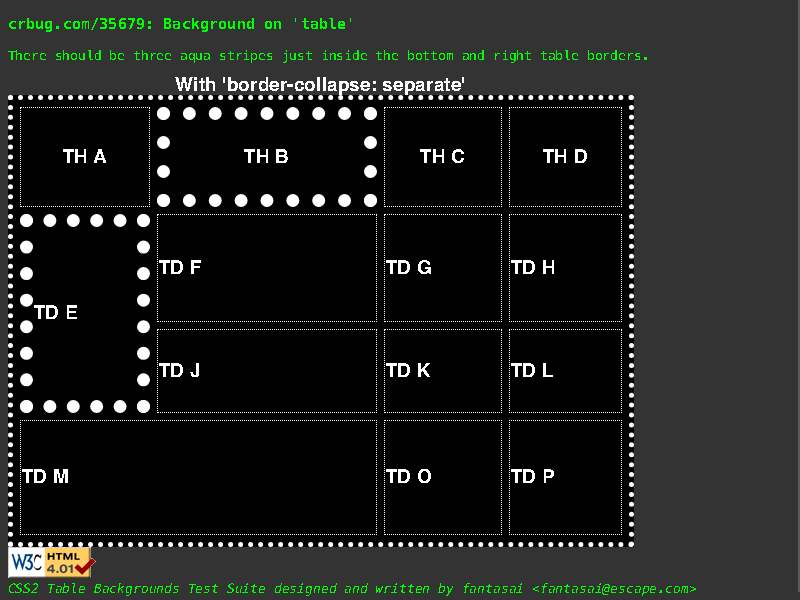 crbug.com/35679: Background on 'table'
There should be three aqua stripes just inside the bottom and right table borders.
With 'border-collapse: separate'
TH A TH B TH C TH D
TD F TD G TD H
TD E
TD J TD K TD L
TD M TD O TD P
W3C HTML 4.01
CSS2 Table Backgrounds Test Suite designed and written by fantasai <fantasai@escape.com>